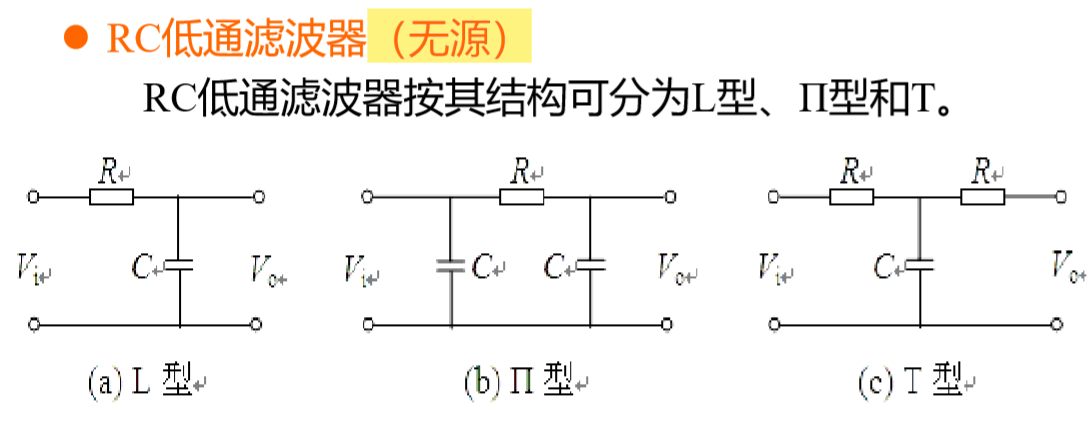 ● RC低通滤波器（无源）
RC低通滤波器按其结构可分为L型、Π型和T。
R↵ R↵ R↵ R↵
Vi↵ C↵ Vo↵ Vi↵ C↵ C↵ Vo↵ Vi↵ C↵ Vo↵
(a) L 型↵ (b) Π 型↵ (c) T 型↵